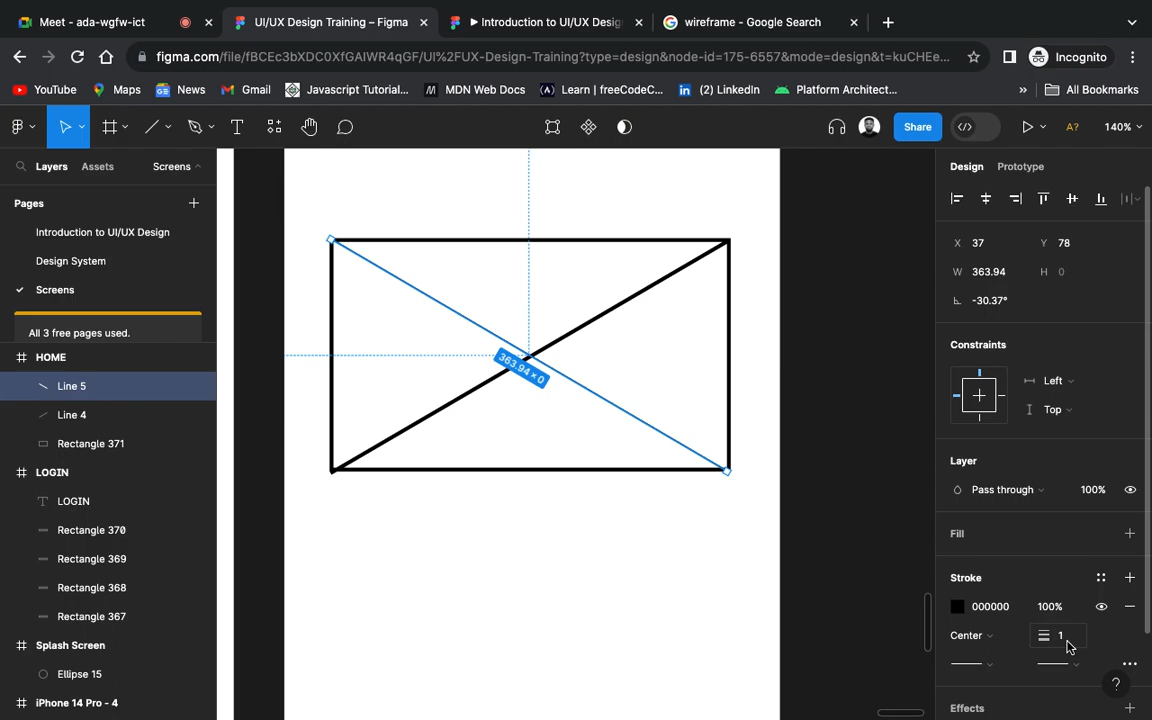 Meet - ada-wgfw-ict
UI/UX Design Training – Figma
Introduction to UI/UX Desig
wireframe - Google Search
figma.com/file/fBCEc3bXDC0XfGAIWR4qGF/UI%2FUX-Design-Training?type=design&node-id=175-6557&mode=design&t=kuCHEe...
Incognito
YouTube
Maps
News
Gmail
Javascript Tutorial...
MDN Web Docs
Learn | freeCodeC...
(2) LinkedIn
Platform Architect...
»
All Bookmarks
Share
A?
140%
Layers
Assets
Screens
Design
Prototype
Pages
Introduction to UI/UX Design
Design System
Screens
All 3 free pages used.
HOME
Line 5
Line 4
Rectangle 371
LOGIN
LOGIN
Rectangle 370
Rectangle 369
Rectangle 368
Rectangle 367
Splash Screen
Ellipse 15
iPhone 14 Pro - 4
363.94 × 0
X 37 Y 78
W 363.94 H 0
-30.37°
Constraints
Left
Top
Layer
Pass through 100%
Fill
Stroke
000000 100%
Center 1
?
Effects